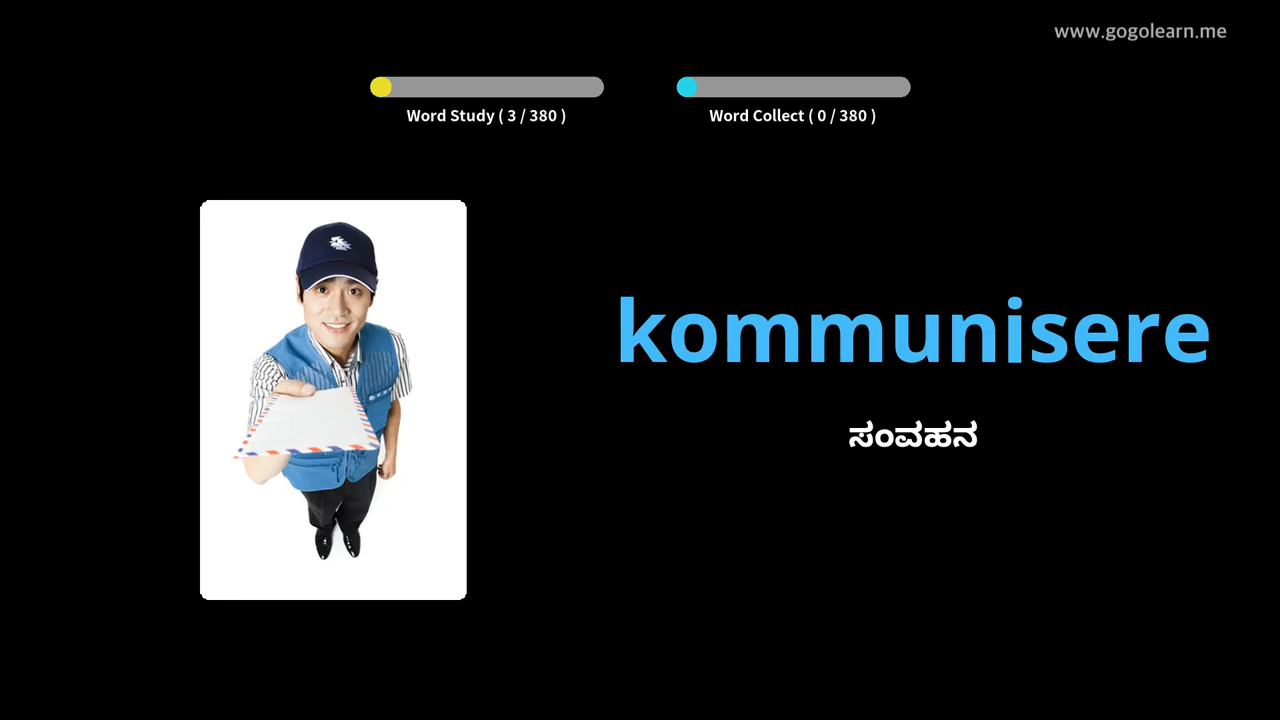 www.gogolearn.me
Word Study ( 3 / 380 )
Word Collect ( 0 / 380 )
kommunisere
ಸಂವಹನ